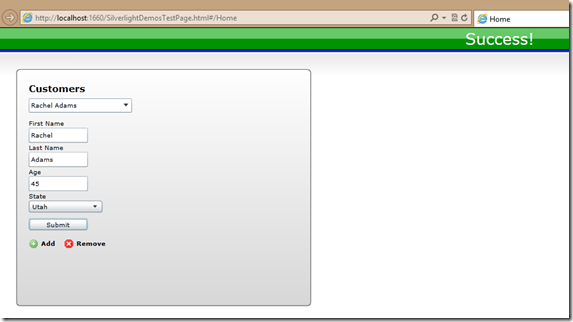 http://localhost:1660/SilverlightDemosTestPage.html#/Home
Home
Success!
Customers
Rachel Adams
First Name
Rachel
Last Name
Adams
Age
45
State
Utah
Submit
Add Remove